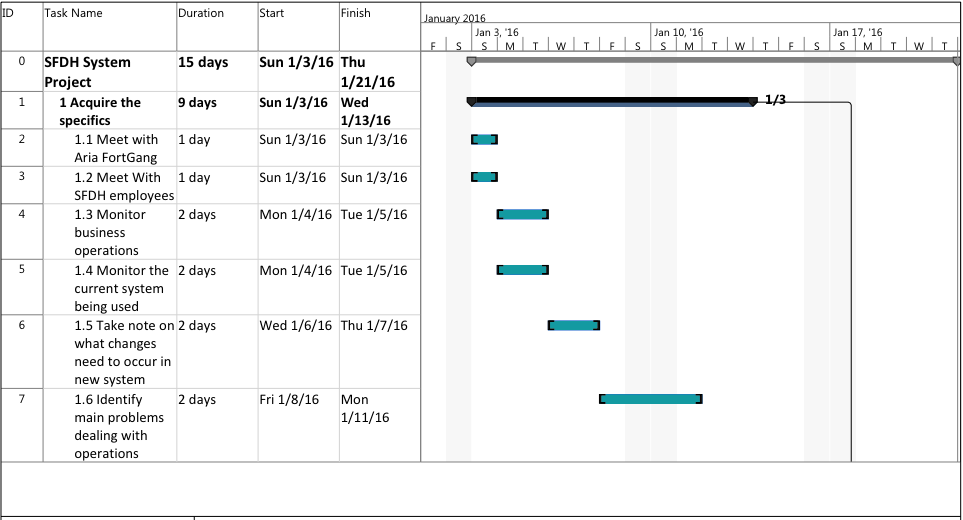 ID Task Name Duration Start Finish
January 2016
Jan 3, '16 Jan 10, '16 Jan 17, '16
F S S M T W T F S S M T W T F S S M T W T
0 SFDH System 15 days Sun 1/3/16 Thu
Project 1/21/16
1 1 Acquire the 9 days Sun 1/3/16 Wed 1/3
specifics 1/13/16
2 1.1 Meet with 1 day Sun 1/3/16 Sun 1/3/16
Aria FortGang
3 1.2 Meet With 1 day Sun 1/3/16 Sun 1/3/16
SFDH employees
4 1.3 Monitor 2 days Mon 1/4/16 Tue 1/5/16
business
operations
5 1.4 Monitor the 2 days Mon 1/4/16 Tue 1/5/16
current system
being used
6 1.5 Take note on 2 days Wed 1/6/16 Thu 1/7/16
what changes
need to occur in
new system
7 1.6 Identify 2 days Fri 1/8/16 Mon
main problems 1/11/16
dealing with
operations